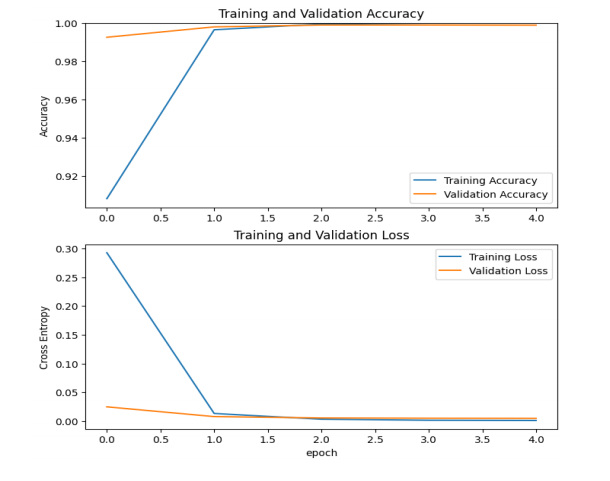 Training and Validation Accuracy
1.00
0.98
0.96
0.94
0.92
Accuracy
Training Accuracy
Validation Accuracy
0.0 0.5 1.0 1.5 2.0 2.5 3.0 3.5 4.0
Training and Validation Loss
0.30
0.25
0.20
0.15
0.10
0.05
0.00
Cross Entropy
Training Loss
Validation Loss
0.0 0.5 1.0 1.5 2.0 2.5 3.0 3.5 4.0
epoch